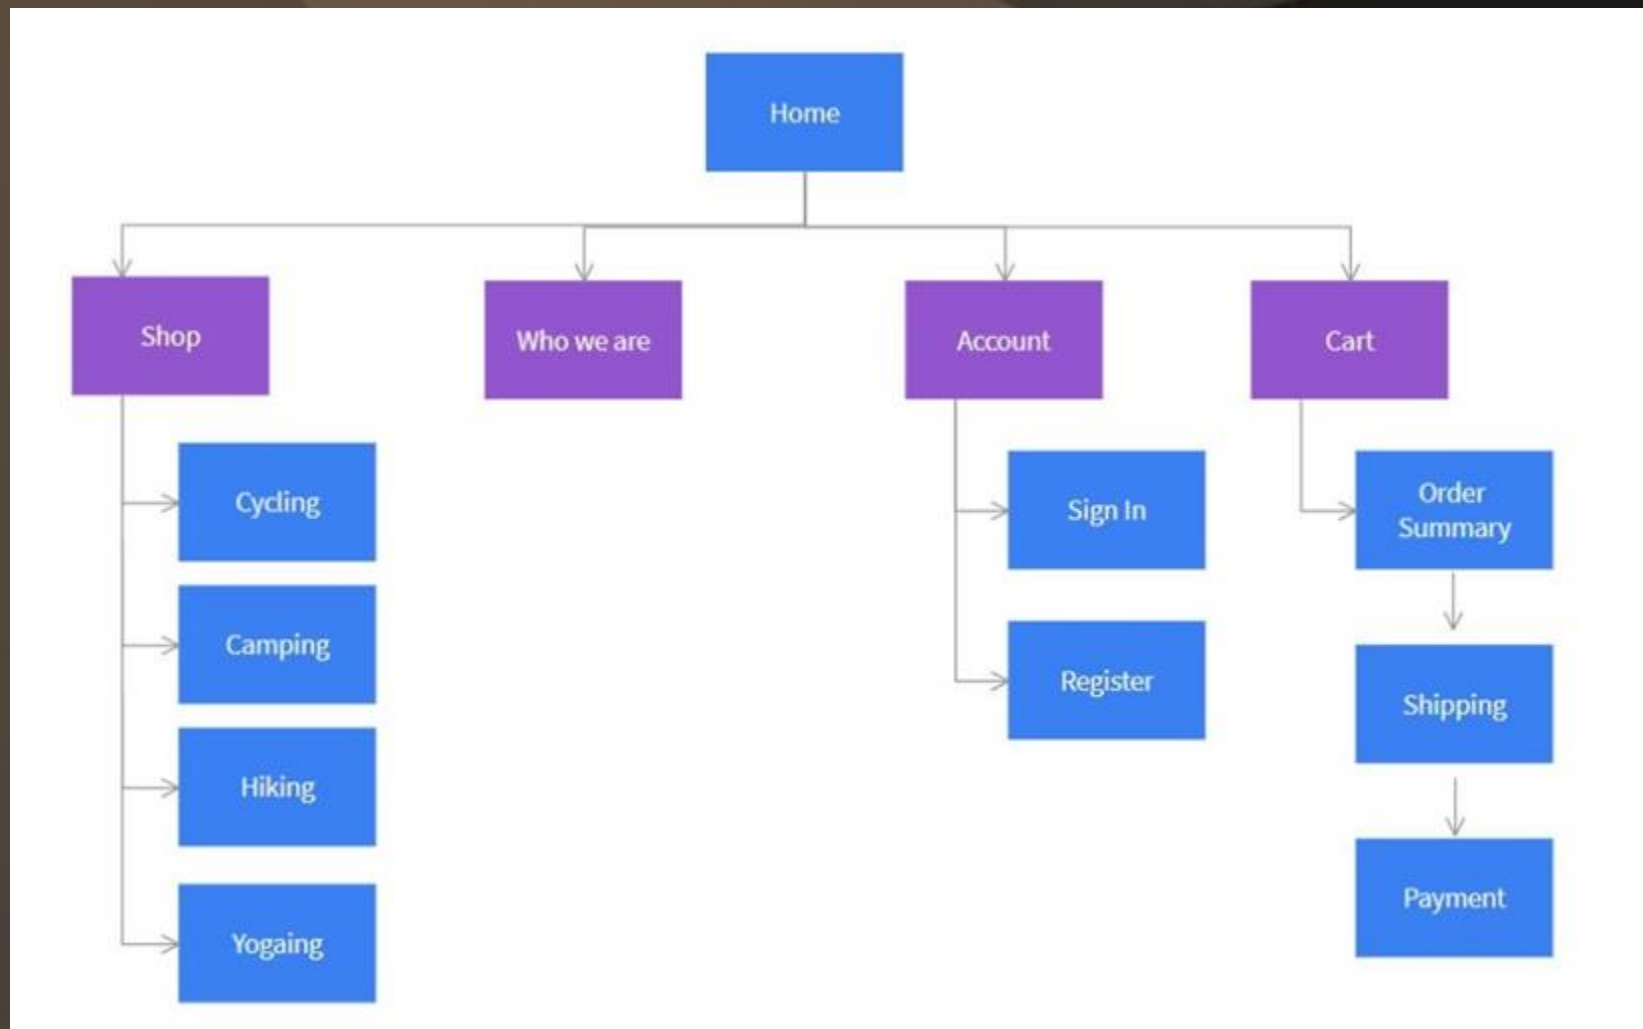 Home
Shop
Who we are
Account
Cart
Cycling
Camping
Hiking
Yogaing
Sign In
Register
Order
Summary
Shipping
Payment